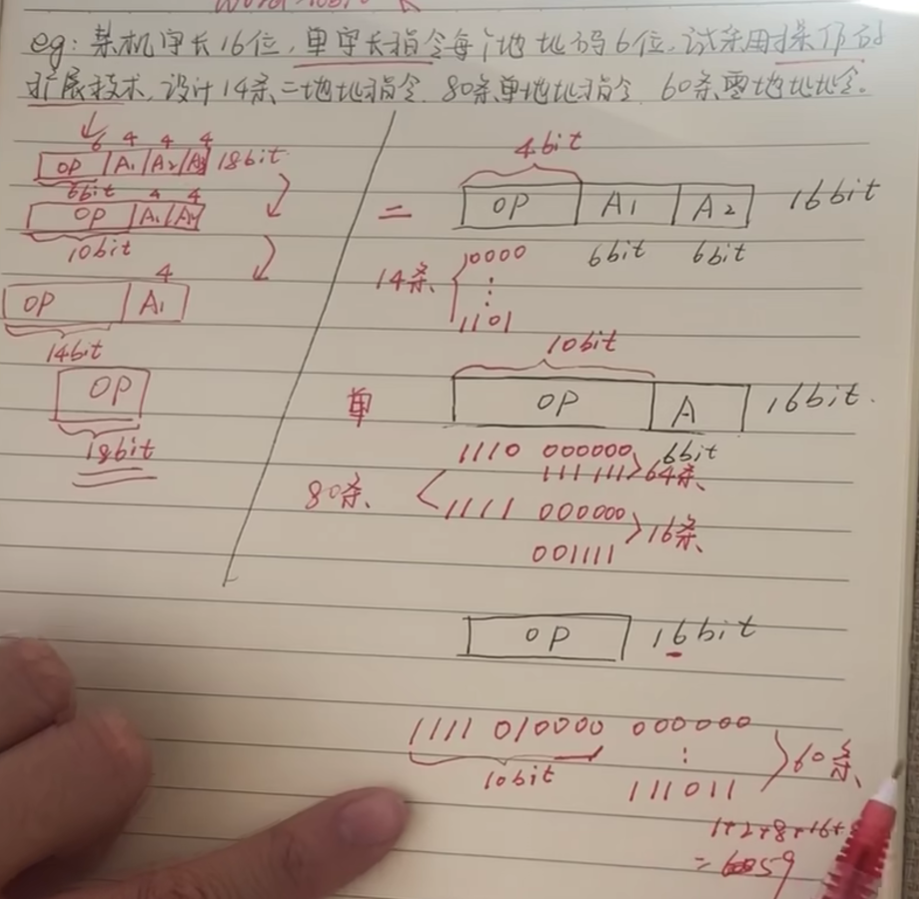 eg: 某机字长16位,单字长指令每个地址码6位,试采用操作码
扩展技术,设计14条二地址指令,80条单地址指令,60条零地址指令。
6 4 4 4
OP A1 A2 A3 18bit
6bit 4 4
OP A1 A2
10bit
4
OP A1
14bit
OP
18bit
4bit
二 OP A1 A2 16bit
6bit 6bit
14条 0000
⋮
1101
10bit
单 OP A 16bit.
6bit
80条
1110 000000
111111 64条
1111 000000
001111 16条
OP 16bit
1111 010000 000000
⋮
10bit
111011
60条
1+2+8+16+
= 59